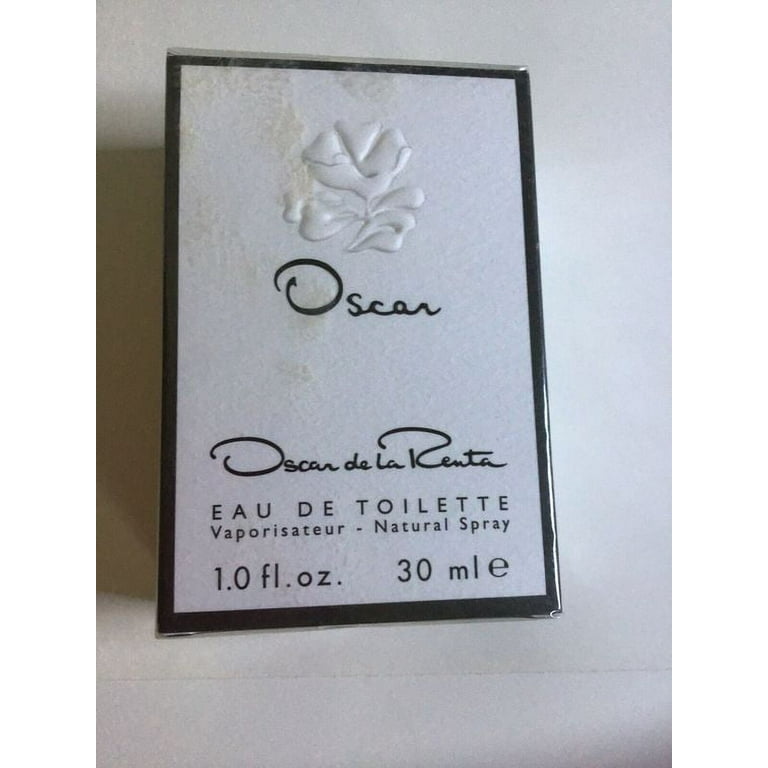 Oscar
Oscar de la Renta
EAU DE TOILETTE
Vaporisateur - Natural Spray
1.0 fl.oz. 30 ml e